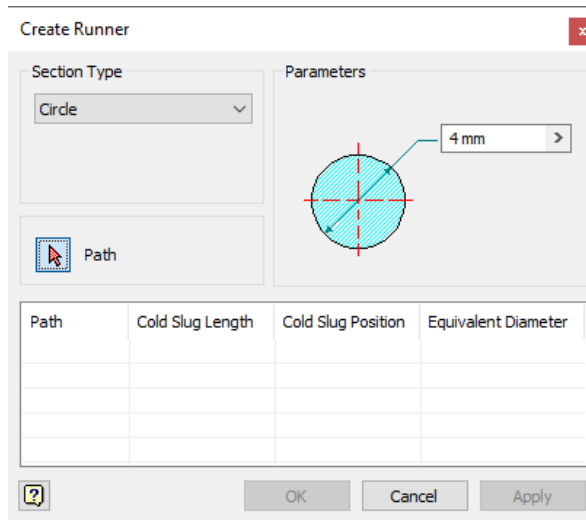 Create Runner
x
Section Type
Parameters
Circle
4 mm
>
Path
Path Cold Slug Length Cold Slug Position Equivalent Diameter
?
OK Cancel Apply